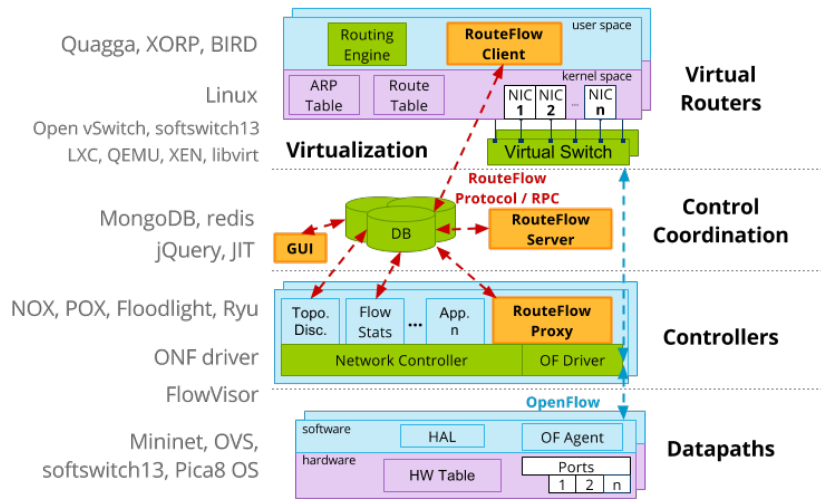 Quagga, XORP, BIRD
Routing
Engine
RouteFlow
Client
user space
Linux
ARP
Table
Route
Table
kernel space
NIC
1
NIC
2
...
NIC
n
Virtual
Routers
Open vSwitch, softswitch13
LXC, QEMU, XEN, libvirt
Virtualization
Virtual Switch
RouteFlow
Protocol / RPC
MongoDB, redis
jQuery, JIT
GUI
DB
RouteFlow
Server
Control
Coordination
NOX, POX, Floodlight, Ryu
Topo.
Disc.
Flow
Stats
...
App.
n
RouteFlow
Proxy
Controllers
ONF driver
Network Controller
OF Driver
FlowVisor
OpenFlow
Mininet, OVS,
softswitch13, Pica8 OS
software
HAL
OF Agent
hardware
HW Table
Ports
1
2
n
Datapaths